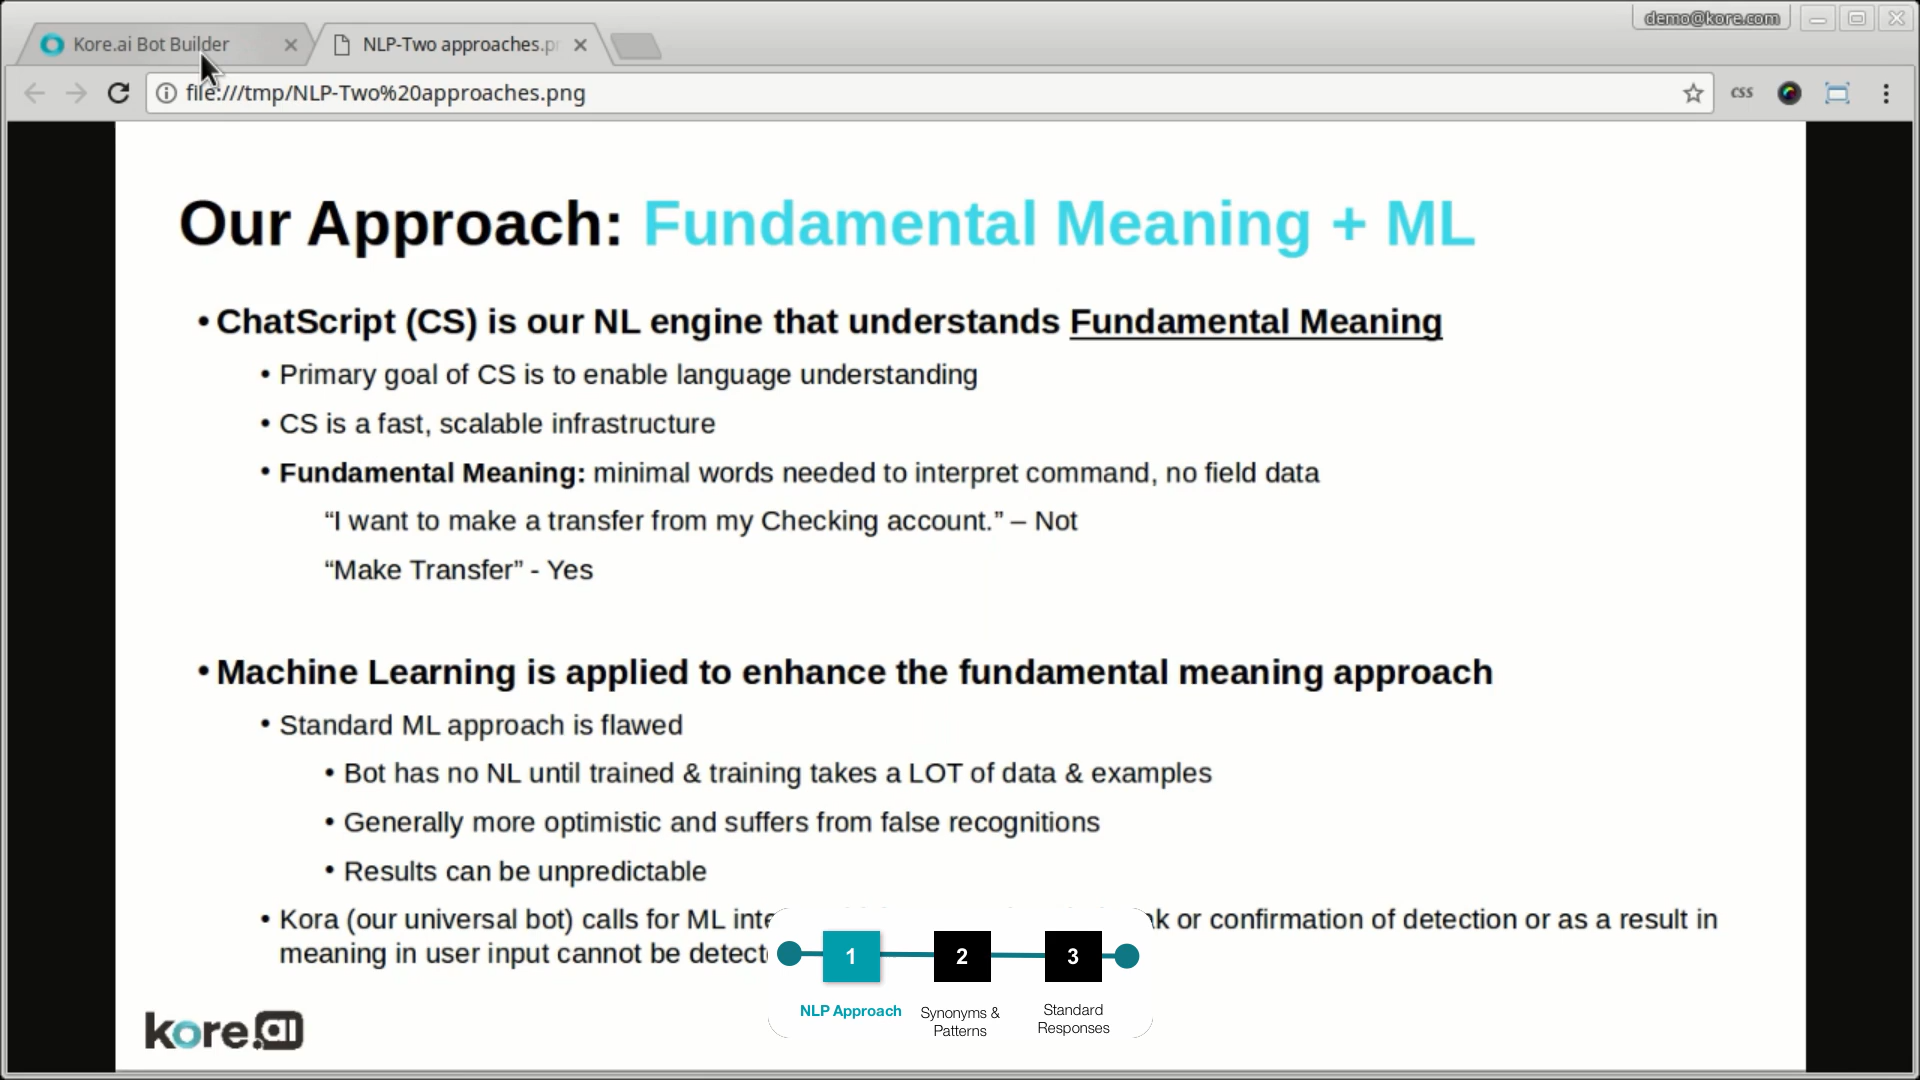 demo@kore.com
Kore.ai Bot Builder
NLP-Two approaches.p
file:///tmp/NLP-Two%20approaches.png
css
Our Approach: Fundamental Meaning + ML
• ChatScript (CS) is our NL engine that understands Fundamental Meaning
• Primary goal of CS is to enable language understanding
• CS is a fast, scalable infrastructure
• Fundamental Meaning: minimal words needed to interpret command, no field data
“I want to make a transfer from my Checking account.” – Not
“Make Transfer” - Yes
• Machine Learning is applied to enhance the fundamental meaning approach
• Standard ML approach is flawed
• Bot has no NL until trained & training takes a LOT of data & examples
• Generally more optimistic and suffers from false recognitions
• Results can be unpredictable
• Kora (our universal bot) calls for ML or confirmation of detection or as a result in
meaning in user input cannot be
1
2
3
NLP Approach
Synonyms &
Patterns
Standard
Responses
kore.ai